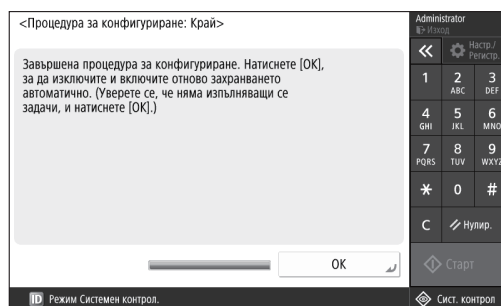 <Процедура за конфигуриране: Край>
Завършена процедура за конфигуриране. Натиснете [OK],
за да изключите и включите отново захранването
автоматично. (Уверете се, че няма изпълняващи се
задачи, и натиснете [OK].)
OK
ID Режим Системен контрол.
Administrator
Изход
Настр./
Регистр.
1 2 3
ABC DEF
4 5 6
GHI JKL MNO
7 8 9
PQRS TUV WXYZ
* 0 #
C Нулир.
Старт
Сист. контрол